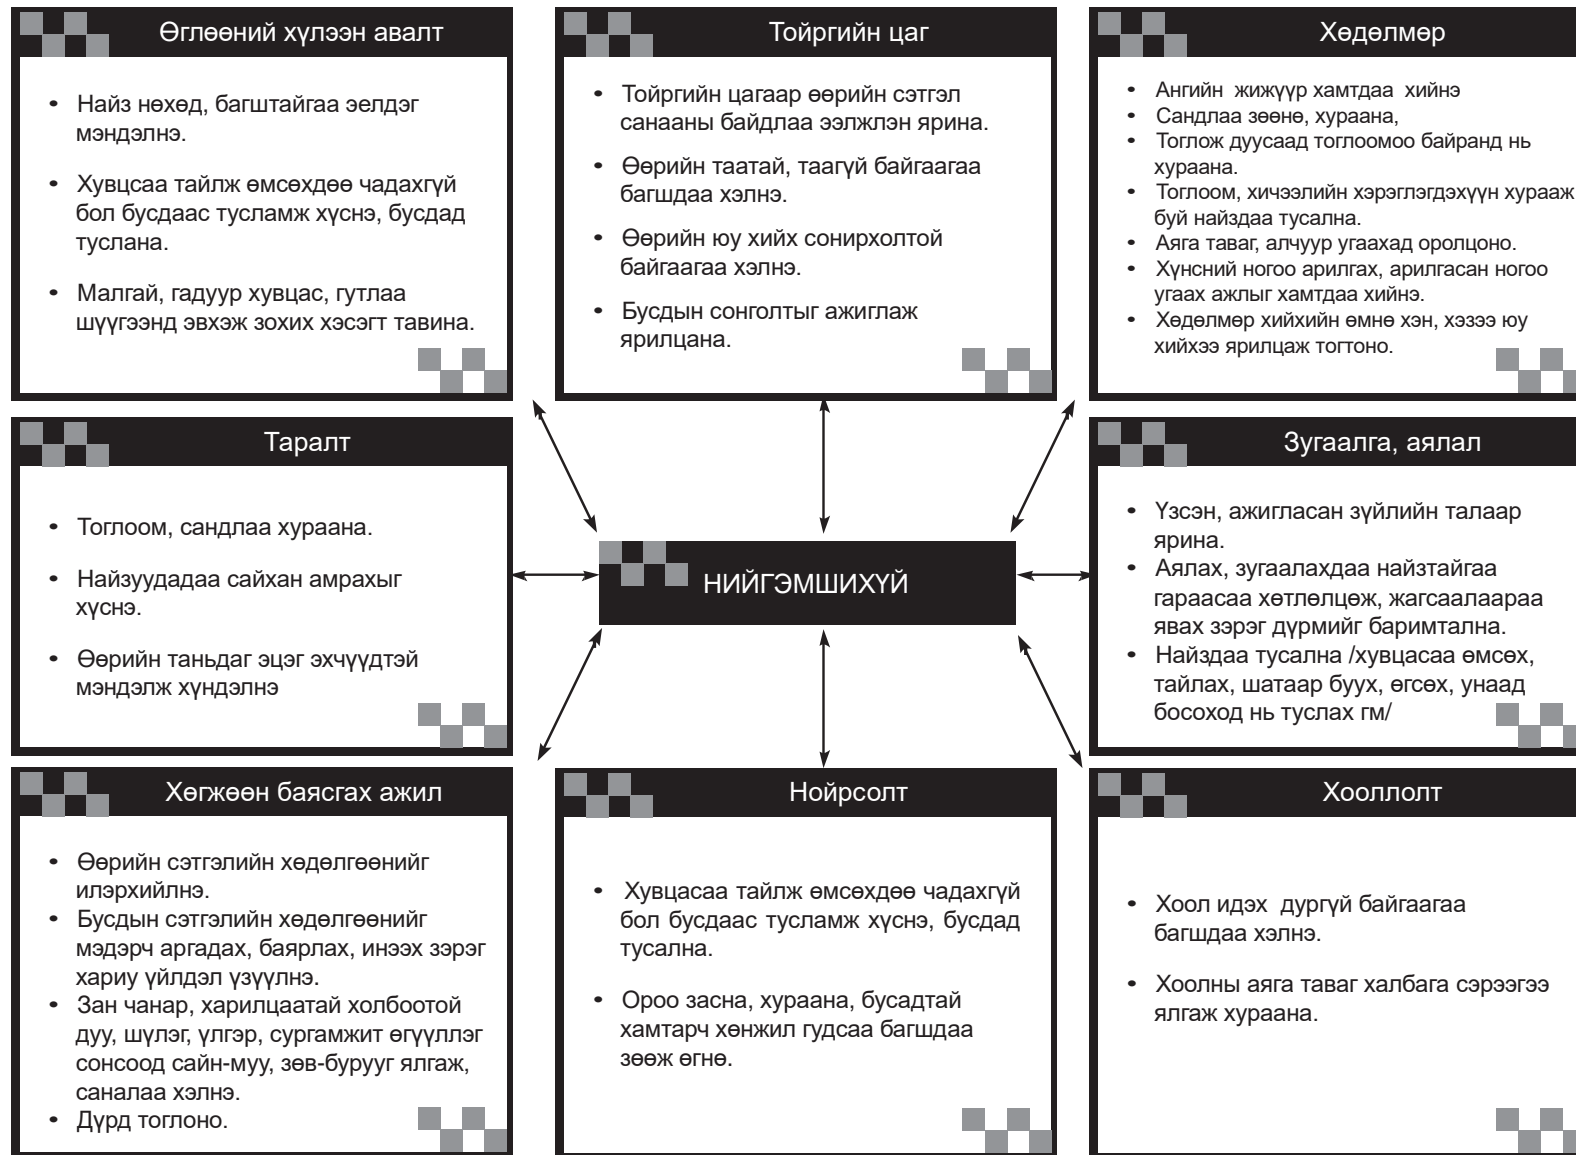 Өглөөний хүлээн авалт
• Найз нөхөд, багштайгаа эелдэг
мэндэлнэ.
• Хувцсаа тайлж өмсөхдөө чадахгүй
бол бусдаас тусламж хүснэ, бусдад
туслана.
• Малгай, гадуур хувцас, гутлаа
шүүгээнд эвхэж зохих хэсэгт тавина.
Тойргийн цаг
• Тойргийн цагаар өөрийн сэтгэл
санааны байдлаа ээлжлэн ярина.
• Өөрийн таатай, таагүй байгаагаа
багшдаа хэлнэ.
• Өөрийн юу хийх сонирхолтой
байгаагаа хэлнэ.
• Бусдын сонголтыг ажиглаж
ярилцана.
Хөдөлмөр
• Ангийн жижүүр хамтдаа хийнэ
• Сандлаа зөөнө, хураана,
• Тоглож дуусаад тоглоомоо байранд нь
хураана.
• Тоглоом, хичээлийн хэрэглэгдэхүүн хурааж
буй найздаа тусална.
• Аяга таваг, алчуур угаахад оролцоно.
• Хүнсний ногоо арилгах, арилгасан ногоо
угаах ажлыг хамтдаа хийнэ.
• Хөдөлмөр хийхийн өмнө хэн, хэзээ юу
хийхээ ярилцаж тогтоно.
Таралт
• Тоглоом, сандлаа хураана.
• Найзуудадаа сайхан амрахыг
хүснэ.
• Өөрийн таньдаг эцэг эхчүүдтэй
мэндэлж хүндэлнэ
НИЙГЭМШИХҮЙ
Зугаалга, аялал
• Үзсэн, ажигласан зүйлийн талаар
ярина.
• Аялах, зугаалахдаа найзтайгаа
гараасаа хөтлөлцөж, жагсаалаараа
явах зэрэг дүрмийг баримтална.
• Найздаа тусална /хувцасаа өмсөх,
тайлах, шатаар буух, өгсөх, унаад
босоход нь туслах гм/
Хөгжөөн баясгах ажил
• Өөрийн сэтгэлийн хөдөлгөөнийг
илэрхийлнэ.
• Бусдын сэтгэлийн хөдөлгөөнийг
мэдэрч аргадах, баярлах, инээх зэрэг
хариу үйлдэл үзүүлнэ.
• Зан чанар, харилцаатай холбоотой
дуу, шүлэг, үлгэр, сургамжит өгүүллэг
сонсоод сайн-муу, зөв-бурууг ялгаж,
саналаа хэлнэ.
• Дүрд тоглоно.
Нойрсолт
• Хувцасаа тайлж өмсөхдөө чадахгүй
бол бусдаас тусламж хүснэ, бусдад
тусална.
• Ороо засна, хураана, бусадтай
хамтарч хөнжил гудсаа багшдаа
зөөж өгнө.
Хооллолт
• Хоол идэх дургүй байгаагаа
багшдаа хэлнэ.
• Хоолны аяга таваг халбага сэрээгээ
ялгаж хураана.